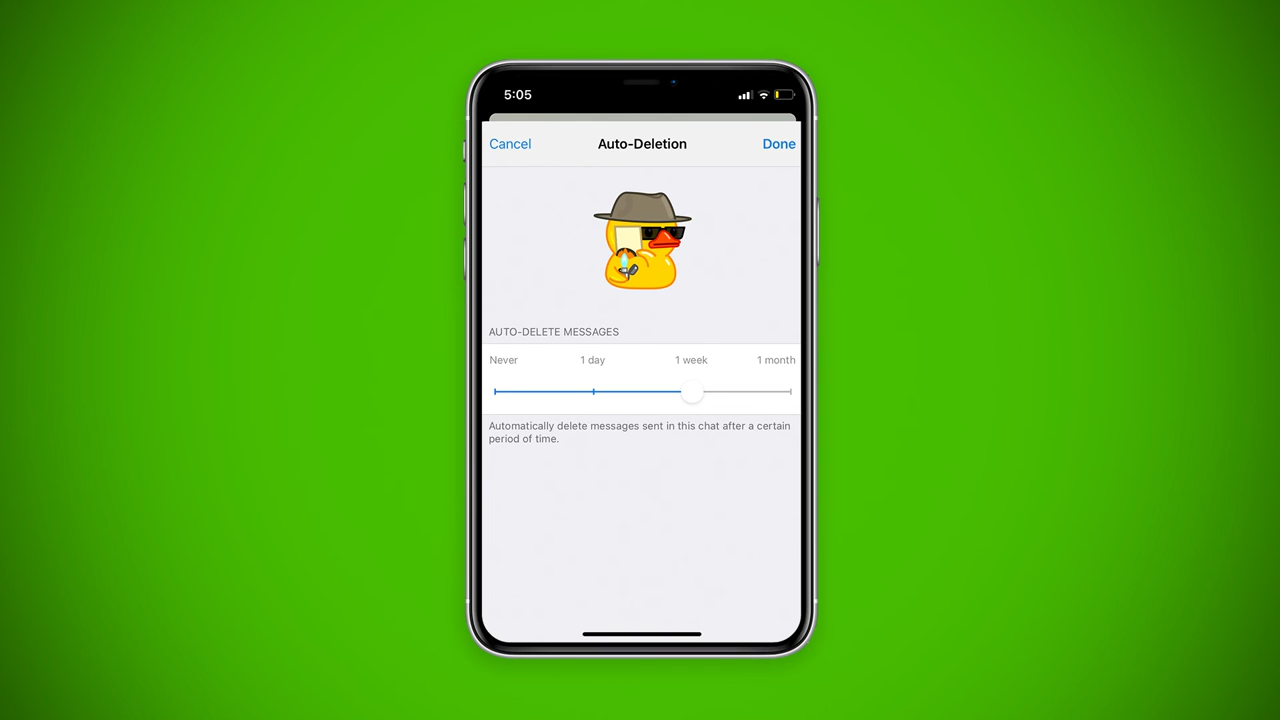 5:05
Cancel Auto-Deletion Done
AUTO-DELETE MESSAGES
Never 1 day 1 week 1 month
Automatically delete messages sent in this chat after a certain
period of time.